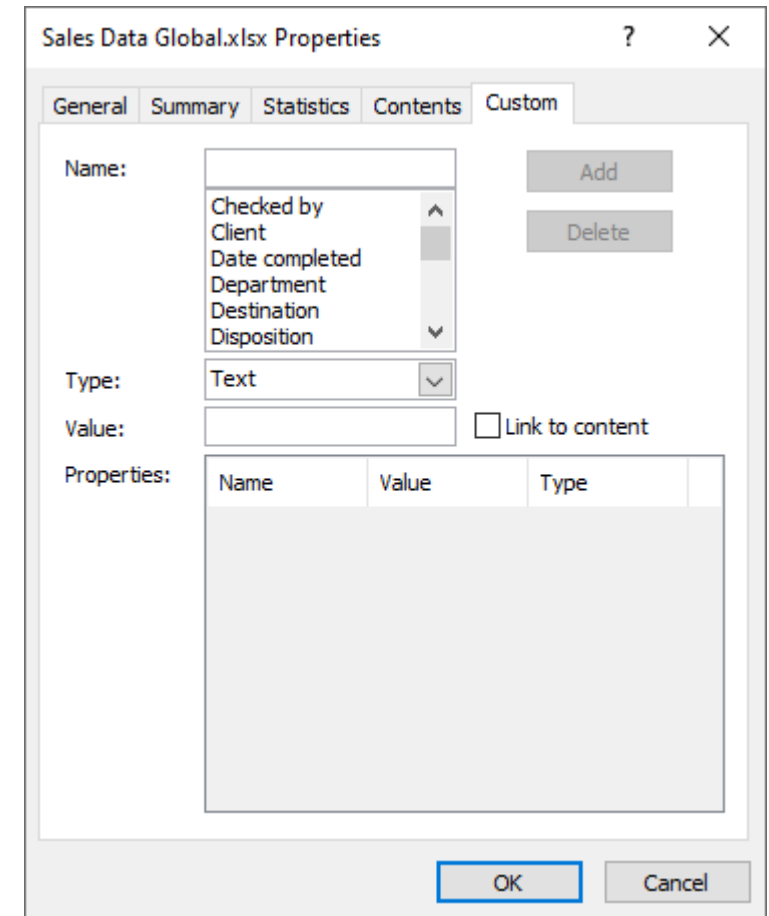 Sales Data Global.xlsx Properties ?
General Summary Statistics Contents Custom
Name: Add
Checked by
Client
Date completed
Department
Destination
Disposition
Delete
Type: Text
Value: Link to content
Properties: Name Value Type
OK Cancel